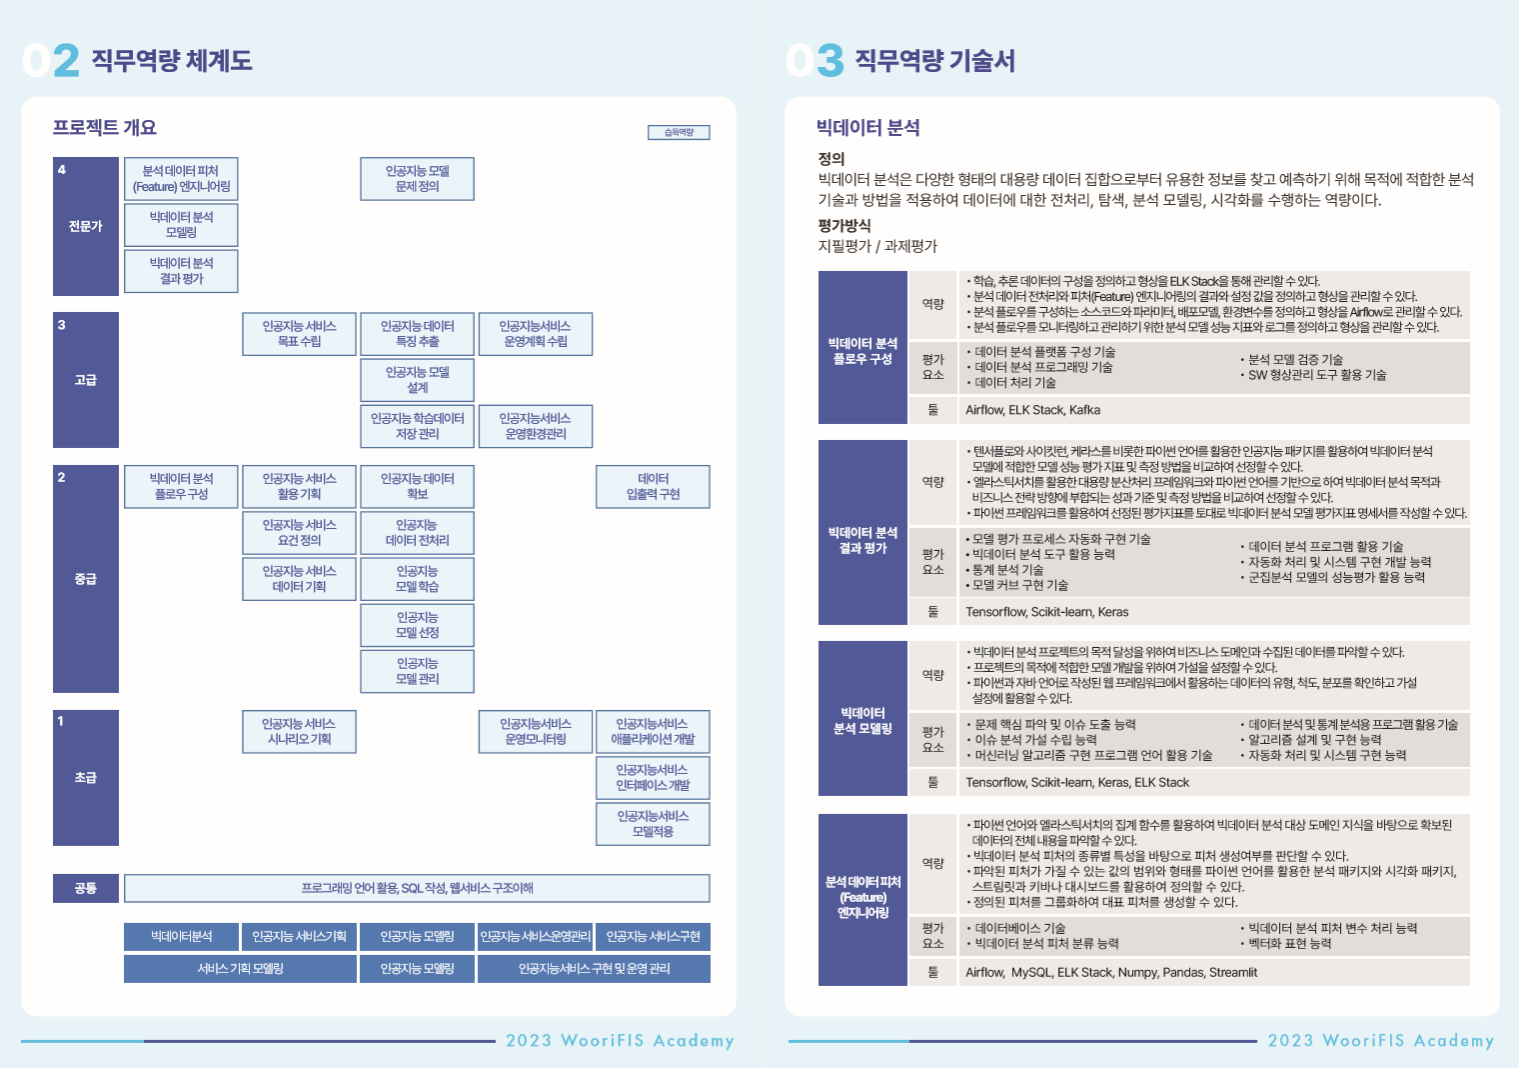 02 직무역량 체계도
프로젝트 개요
습득역량
4
전문가
분석 데이터 피처
(Feature) 엔지니어링
인공지능 모델
문제 정의
빅데이터 분석
모델링
빅데이터 분석
결과 평가
3
고급
인공지능 서비스
목표 수립
인공지능 데이터
특징 추출
인공지능서비스
운영계획 수립
인공지능 모델
설계
인공지능 학습데이터
저장 관리
인공지능서비스
운영환경관리
2
중급
빅데이터 분석
플로우 구성
인공지능 서비스
활용 기획
인공지능 데이터
확보
데이터
입출력 구현
인공지능 서비스
요건 정의
인공지능
데이터 전처리
인공지능 서비스
데이터 기획
인공지능
모델 학습
인공지능
모델 선정
인공지능
모델 관리
1
초급
인공지능 서비스
시나리오 기획
인공지능서비스
운영모니터링
인공지능서비스
애플리케이션 개발
인공지능서비스
인터페이스 개발
인공지능서비스
모델적용
공통
프로그래밍 언어 활용, SQL 작성, 웹서비스 구조이해
빅데이터분석
인공지능 서비스기획
인공지능 모델링
인공지능 서비스운영관리
인공지능 서비스구현
서비스 기획 모델링
인공지능 모델링
인공지능서비스 구현 및 운영 관리
2023 WooriFIS Academy
03 직무역량 기술서
빅데이터 분석
정의
빅데이터 분석은 다양한 형태의 대용량 데이터 집합으로부터 유용한 정보를 찾고 예측하기 위해 목적에 적합한 분석
기술과 방법을 적용하여 데이터에 대한 전처리, 탐색, 분석 모델링, 시각화를 수행하는 역량이다.
평가방식
지필평가 / 과제평가
빅데이터 분석
플로우 구성
역량
• 학습, 추론 데이터의 구성을 정의하고 형상을 ELK Stack을 통해 관리할 수 있다.
• 분석 데이터 전처리와 피처(Feature) 엔지니어링의 결과와 설정 값을 정의하고 형상을 관리할 수 있다.
• 분석 플로우를 구성하는 소스코드와 파라미터, 배포모델, 환경변수를 정의하고 형상을 Airflow로 관리할 수 있다.
• 분석 플로우를 모니터링하고 관리하기 위한 분석 모델 성능 지표와 로그를 정의하고 형상을 관리할 수 있다.
평가
요소
• 데이터 분석 플랫폼 구성 기술
• 데이터 분석 프로그래밍 기술
• 데이터 처리 기술
• 분석 모델 검증 기술
• SW 형상관리 도구 활용 기술
툴
Airflow, ELK Stack, Kafka
빅데이터 분석
결과 평가
역량
• 텐서플로와 사이킷런, 케라스를 비롯한 파이썬 언어를 활용한 인공지능 패키지를 활용하여 빅데이터 분석
모델에 적합한 모델 성능 평가 지표 및 측정 방법을 비교하여 선정할 수 있다.
• 엘라스틱서치를 활용한 대용량 분산처리 프레임워크와 파이썬 언어를 기반으로 하여 빅데이터 분석 목적과
비즈니스 전략 방향에 부합되는 성과 기준 및 측정 방법을 비교하여 선정할 수 있다.
• 파이썬 프레임워크를 활용하여 선정된 평가지표를 토대로 빅데이터 분석 모델 평가지표 명세서를 작성할 수 있다.
평가
요소
• 모델 평가 프로세스 자동화 구현 기술
• 빅데이터 분석 도구 활용 능력
• 통계 분석 기술
• 모델 커브 구현 기술
• 데이터 분석 프로그램 활용 기술
• 자동화 처리 및 시스템 구현 개발 능력
• 군집분석 모델의 성능평가 활용 능력
툴
Tensorflow, Scikit-learn, Keras
빅데이터
분석 모델링
역량
• 빅데이터 분석 프로젝트의 목적 달성을 위하여 비즈니스 도메인과 수집된 데이터를 파악할 수 있다.
• 프로젝트의 목적에 적합한 모델 개발을 위하여 가설을 설정할 수 있다.
• 파이썬과 자바 언어로 작성된 웹 프레임워크에서 활용하는 데이터의 유형, 척도, 분포를 확인하고 가설
설정에 활용할 수 있다.
평가
요소
• 문제 핵심 파악 및 이슈 도출 능력
• 이슈 분석 가설 수립 능력
• 머신러닝 알고리즘 구현 프로그램 언어 활용 기술
• 데이터 분석 및 통계 분석용 프로그램 활용 기술
• 알고리즘 설계 및 구현 능력
• 자동화 처리 및 시스템 구현 능력
툴
Tensorflow, Scikit-learn, Keras, ELK Stack
분석 데이터 피처
(Feature)
엔지니어링
역량
• 파이썬 언어와 엘라스틱서치의 집계 함수를 활용하여 빅데이터 분석 대상 도메인 지식을 바탕으로 확보된
데이터의 전체 내용을 파악할 수 있다.
• 빅데이터 분석 피처의 종류별 특성을 바탕으로 피처 생성여부를 판단할 수 있다.
• 파악된 피처가 가질 수 있는 값의 범위와 형태를 파이썬 언어를 활용한 분석 패키지와 시각화 패키지,
스트림릿과 키바나 대시보드를 활용하여 정의할 수 있다.
• 정의된 피처를 그룹화하여 대표 피처를 생성할 수 있다.
평가
요소
• 데이터베이스 기술
• 빅데이터 분석 피처 분류 능력
• 빅데이터 분석 피처 변수 처리 능력
• 벡터화 표현 능력
툴
Airflow, MySQL, ELK Stack, Numpy, Pandas, Streamlit
2023 WooriFIS Academy